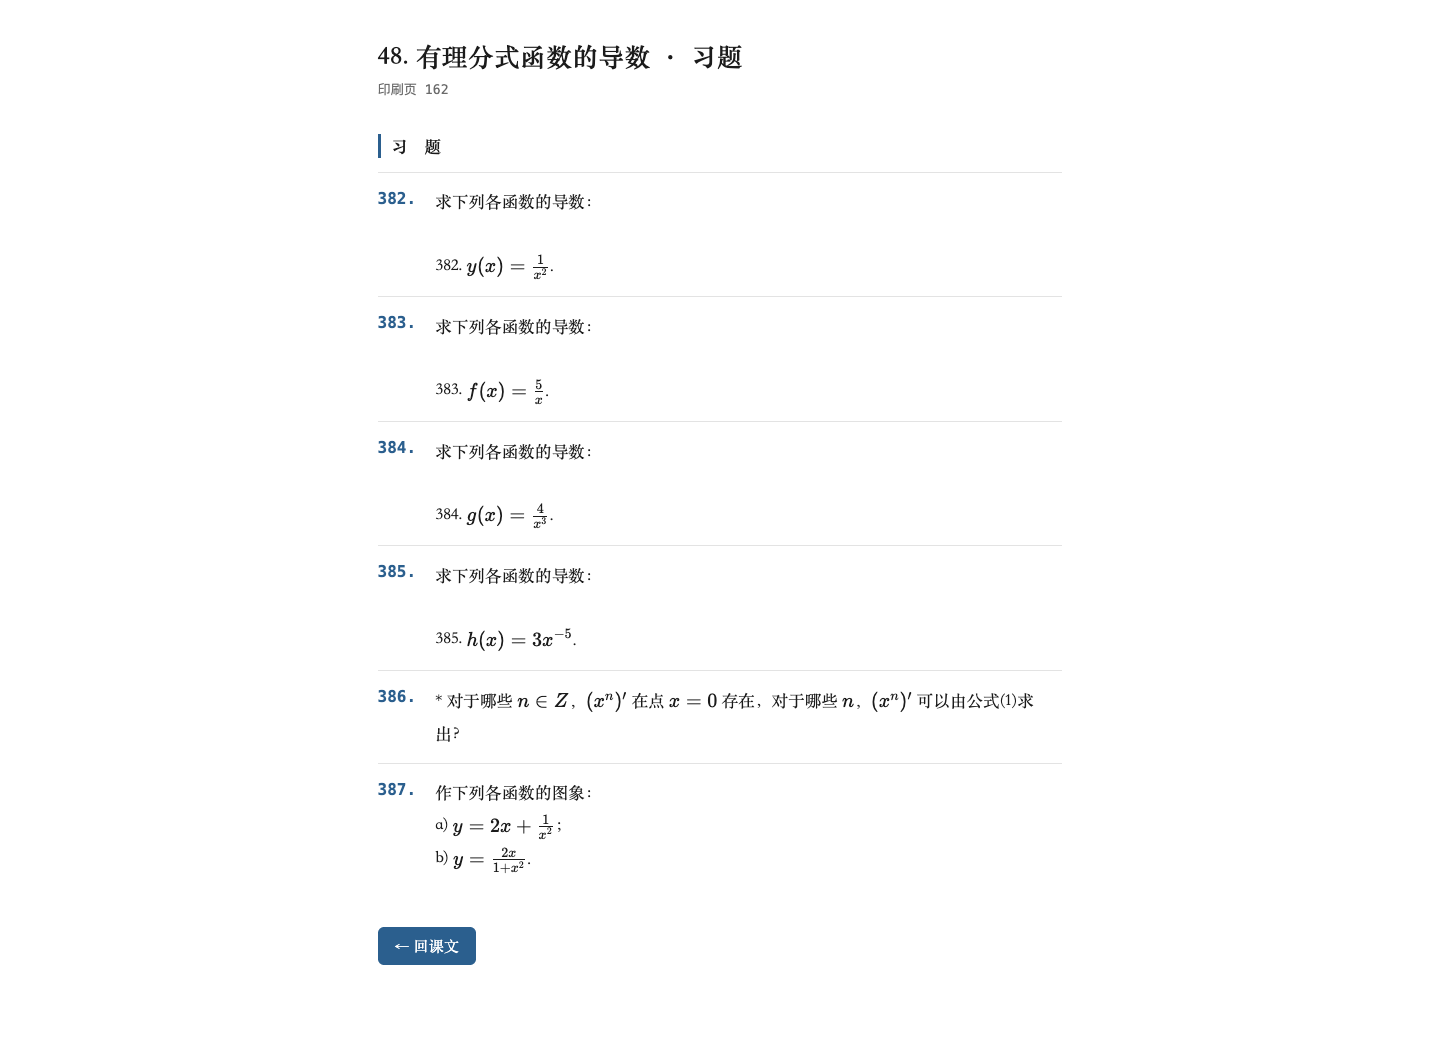 48. 有理分式函数的导数 · 习题
印刷页 162
习 题
382. 求下列各函数的导数：
382. y(x) = 1/x².
383. 求下列各函数的导数：
383. f(x) = 5/x.
384. 求下列各函数的导数：
384. g(x) = 4/x³.
385. 求下列各函数的导数：
385. h(x) = 3x⁻⁵.
386. * 对于哪些 n ∈ Z，(xⁿ)′ 在点 x = 0 存在，对于哪些 n，(xⁿ)′ 可以由公式(1)求
出？
387. 作下列各函数的图象：
a) y = 2x + 1/x²；
b) y = 2x/(1+x²).
← 回课文